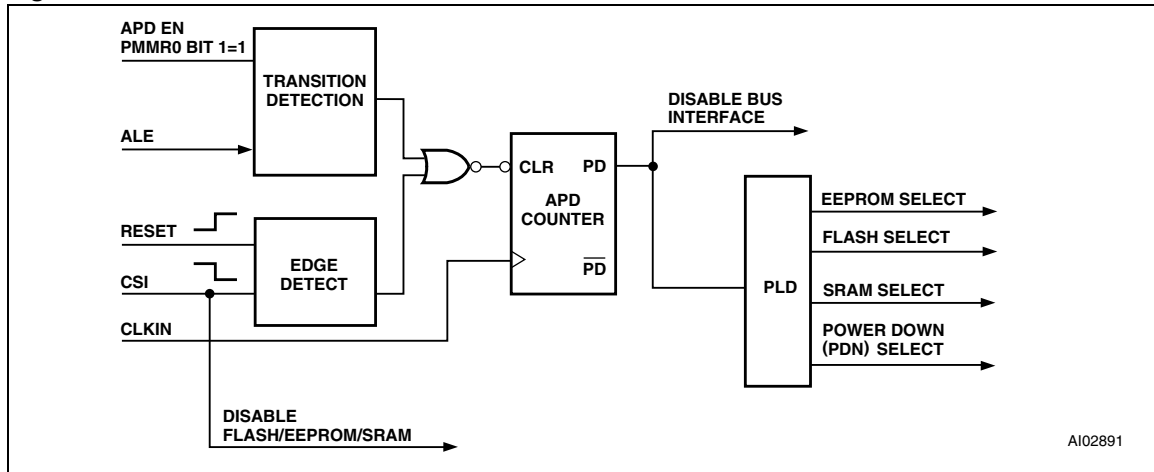 APD EN
PMMR0 BIT 1=1
TRANSITION
DETECTION
ALE
RESET
CSI
EDGE
DETECT
CLKIN
CLR
PD
APD
COUNTER
PD
DISABLE BUS
INTERFACE
PLD
EEPROM SELECT
FLASH SELECT
SRAM SELECT
POWER DOWN
(PDN) SELECT
DISABLE
FLASH/EEPROM/SRAM
AI02891